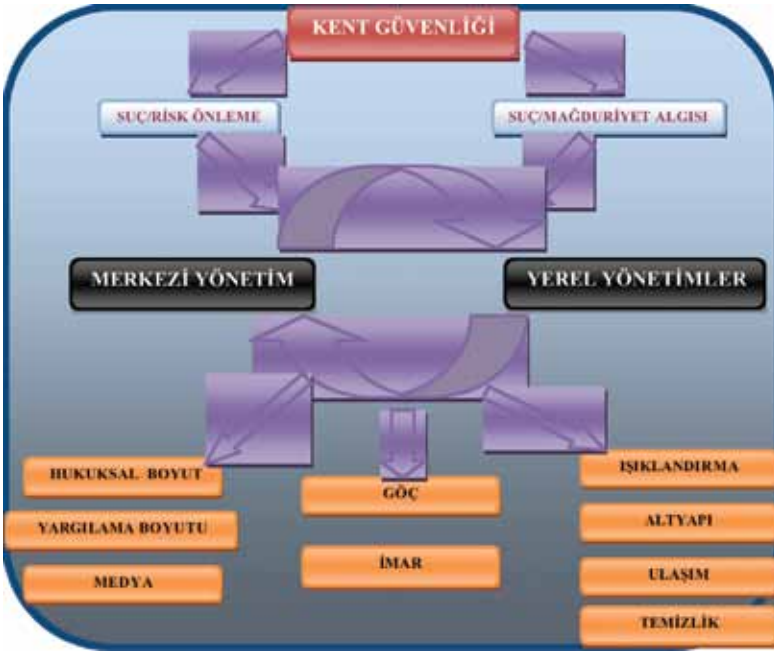 KENT GÜVENLİĞİ
SUÇ/RİSK ÖNLEME
SUÇ/MAĞDURİYET ALGISI
MERKEZİ YÖNETİM
YEREL YÖNETİMLER
HUKUKSAL BOYUT
YARGILAMA BOYUTU
MEDYA
GÖÇ
İMAR
IŞIKLANDIRMA
ALTYAPI
ULAŞIM
TEMİZLİK